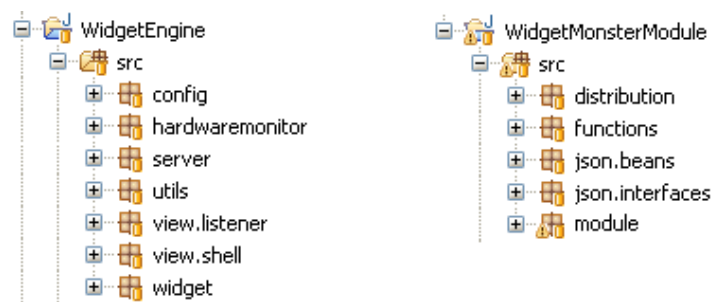 WidgetEngine
src
config
hardwaremonitor
server
utils
view.listener
view.shell
widget
WidgetMonsterModule
src
distribution
functions
json.beans
json.interfaces
module